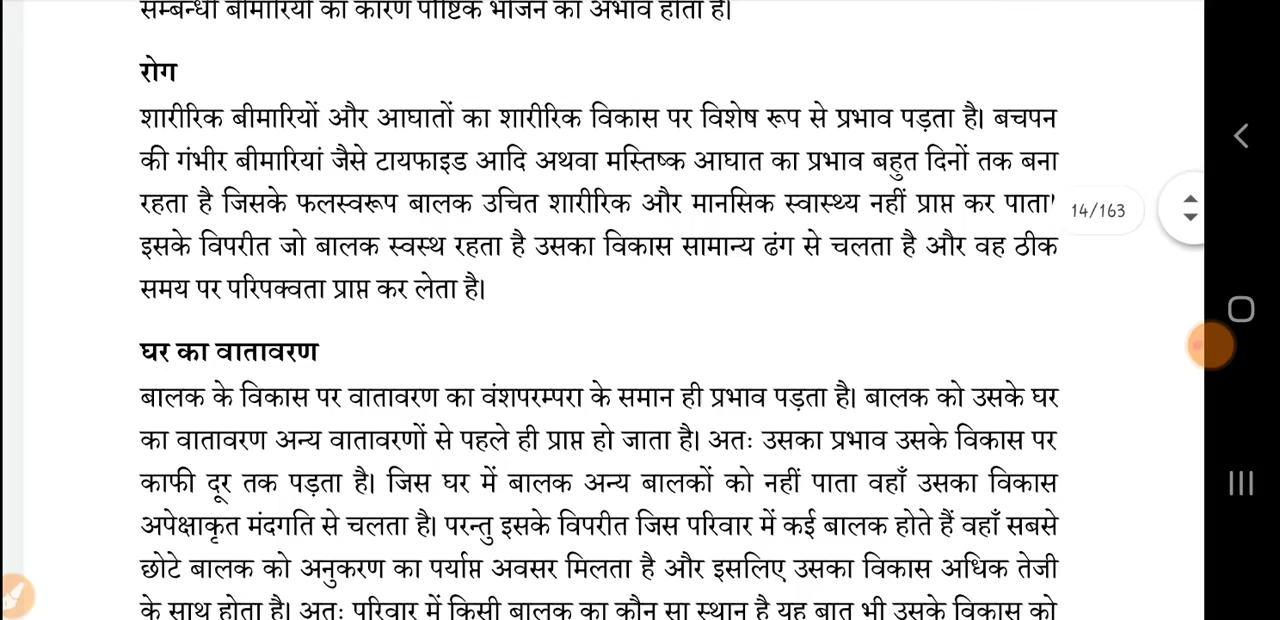 सम्बन्धी बीमारियों का कारण पौष्टिक भोजन का अभाव होता है।
रोग
शारीरिक बीमारियों और आघातों का शारीरिक विकास पर विशेष रूप से प्रभाव पड़ता है। बचपन
की गंभीर बीमारियां जैसे टायफाइड आदि अथवा मस्तिष्क आघात का प्रभाव बहुत दिनों तक बना
रहता है जिसके फलस्वरूप बालक उचित शारीरिक और मानसिक स्वास्थ्य नहीं प्राप्त कर पाता'
इसके विपरीत जो बालक स्वस्थ रहता है उसका विकास सामान्य ढंग से चलता है और वह ठीक
समय पर परिपक्वता प्राप्त कर लेता है।
14/163
घर का वातावरण
बालक के विकास पर वातावरण का वंशपरम्परा के समान ही प्रभाव पड़ता है। बालक को उसके घर
का वातावरण अन्य वातावरणों से पहले ही प्राप्त हो जाता है। अतः उसका प्रभाव उसके विकास पर
काफी दूर तक पड़ता है। जिस घर में बालक अन्य बालकों को नहीं पाता वहाँ उसका विकास
अपेक्षाकृत मंदगति से चलता है। परन्तु इसके विपरीत जिस परिवार में कई बालक होते हैं वहाँ सबसे
छोटे बालक को अनुकरण का पर्याप्त अवसर मिलता है और इसलिए उसका विकास अधिक तेजी
के साथ होता है। अतः परिवार में किसी बालक का कौन सा स्थान है यह बात भी उसके विकास को